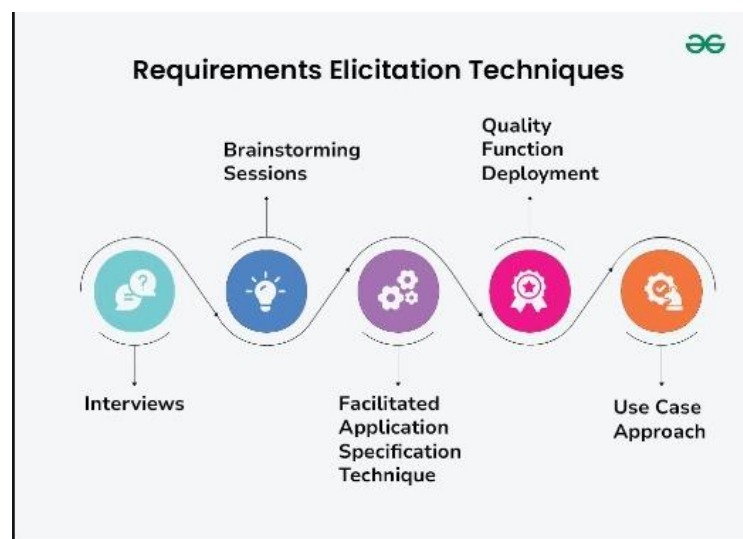 Requirements Elicitation Techniques
Brainstorming
Sessions
Quality
Function
Deployment
?
Interviews
Facilitated
Application
Specification
Technique
Use Case
Approach